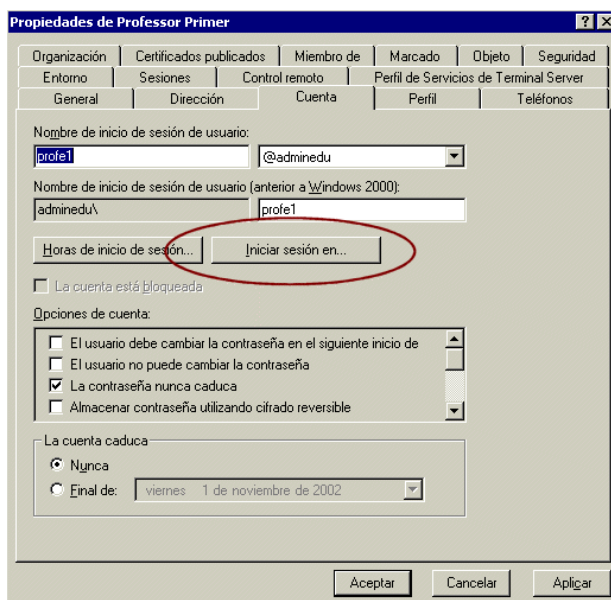 Propiedades de Professor Primer
Organización Certificados publicados Miembro de Marcado Objeto Seguridad
Entorno Sesiones Control remoto Perfil de Servicios de Terminal Server
General Dirección Cuenta Perfil Teléfonos
Nombre de inicio de sesión de usuario:
profe1 @adminedu
Nombre de inicio de sesión de usuario (anterior a Windows 2000):
adminedu\ profe1
Horas de inicio de sesión... Iniciar sesión en...
La cuenta está bloqueada
Opciones de cuenta:
El usuario debe cambiar la contraseña en el siguiente inicio de
El usuario no puede cambiar la contraseña
La contraseña nunca caduca
Almacenar contraseña utilizando cifrado reversible
La cuenta caduca
Nunca
Final de: viernes 1 de noviembre de 2002
Aceptar Cancelar Aplicar